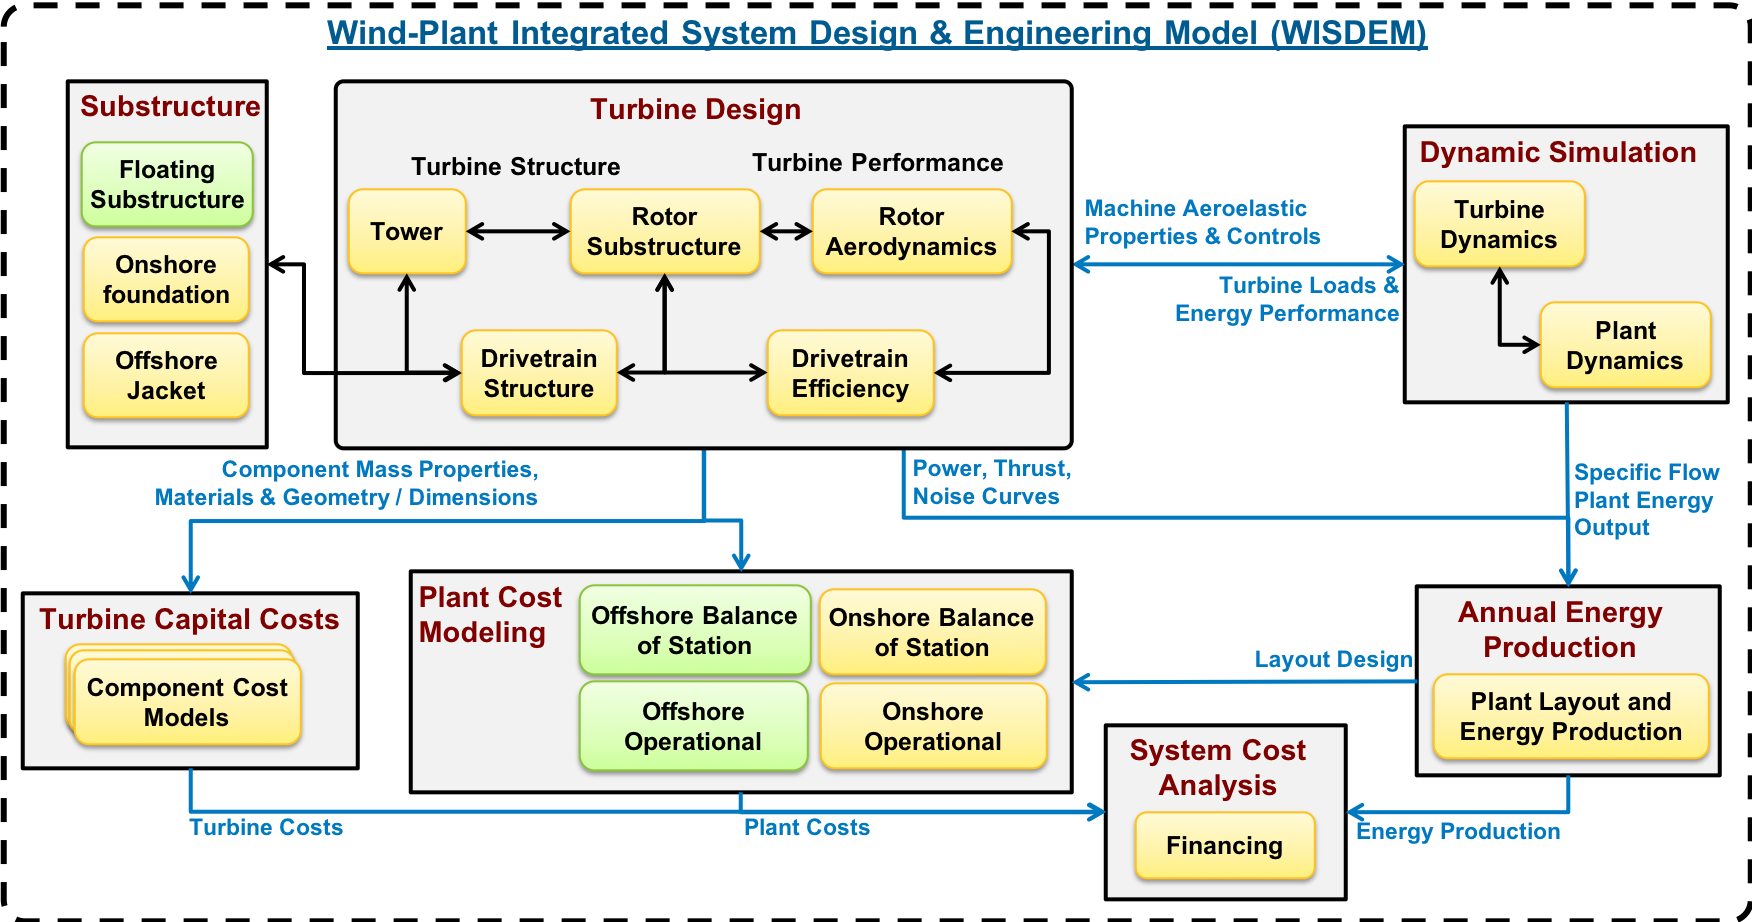 Wind-Plant Integrated System Design & Engineering Model (WISDEM)
Substructure
Floating
Substructure
Onshore
foundation
Offshore
Jacket
Turbine Design
Turbine Structure
Turbine Performance
Tower
Rotor
Substructure
Rotor
Aerodynamics
Drivetrain
Structure
Drivetrain
Efficiency
Machine Aeroelastic
Properties & Controls
Turbine Loads &
Energy Performance
Dynamic Simulation
Turbine
Dynamics
Plant
Dynamics
Component Mass Properties,
Materials & Geometry / Dimensions
Power, Thrust,
Noise Curves
Specific Flow
Plant Energy
Output
Turbine Capital Costs
Component Cost
Models
Plant Cost
Modeling
Offshore Balance
of Station
Onshore Balance
of Station
Offshore
Operational
Onshore
Operational
Layout Design
Annual Energy
Production
Plant Layout and
Energy Production
System Cost
Analysis
Financing
Turbine Costs
Plant Costs
Energy Production